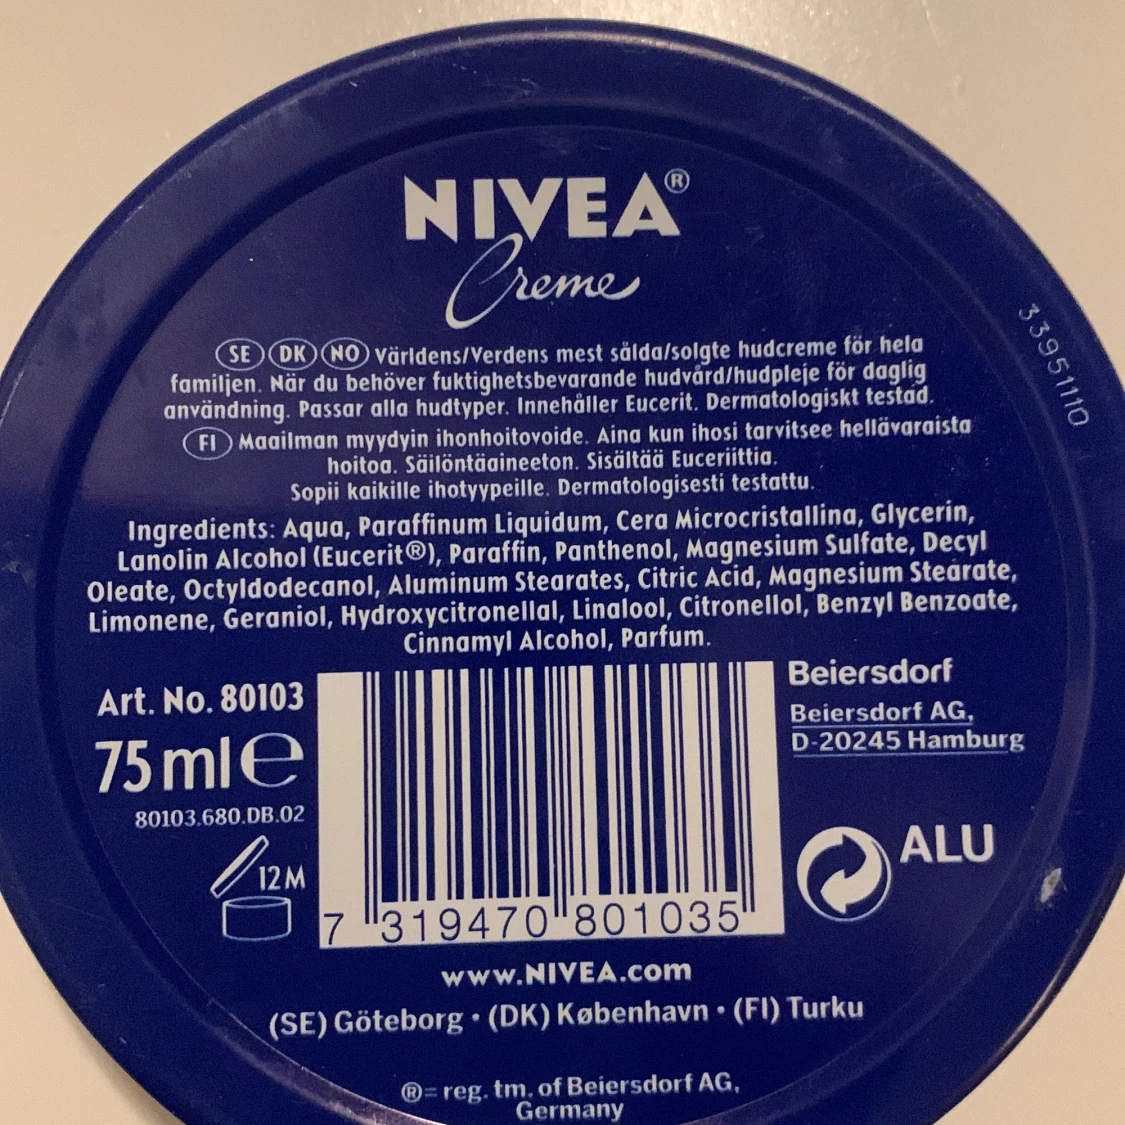 NIVEA®
Creme
SE DK NO Världens/Verdens mest sålda/solgte hudcreme för hela
familjen. När du behöver fuktighetsbevarande hudvård/hudpleje för daglig
användning. Passar alla hudtyper. Innehåller Eucerit. Dermatologiskt testad.
FI Maailman myydyin ihonhoitovoide. Aina kun ihosi tarvitsee hellävaraista
hoitoa. Säilöntäaineeton. Sisältää Euceriittia.
Sopii kaikille ihotyypeille. Dermatologisesti testattu.
Ingredients: Aqua, Paraffinum Liquidum, Cera Microcristallina, Glycerin,
Lanolin Alcohol (Eucerit®), Paraffin, Panthenol, Magnesium Sulfate, Decyl
Oleate, Octyldodecanol, Aluminum Stearates, Citric Acid, Magnesium Stearate,
Limonene, Geraniol, Hydroxycitronellal, Linalool, Citronellol, Benzyl Benzoate,
Cinnamyl Alcohol, Parfum.
Art. No. 80103
75 ml e
80103.680.DB.02
12M
7 319470 801035
Beiersdorf
Beiersdorf AG,
D-20245 Hamburg
ALU
www.NIVEA.com
(SE) Göteborg • (DK) København • (FI) Turku
®= reg. tm. of Beiersdorf AG,
Germany
33951110